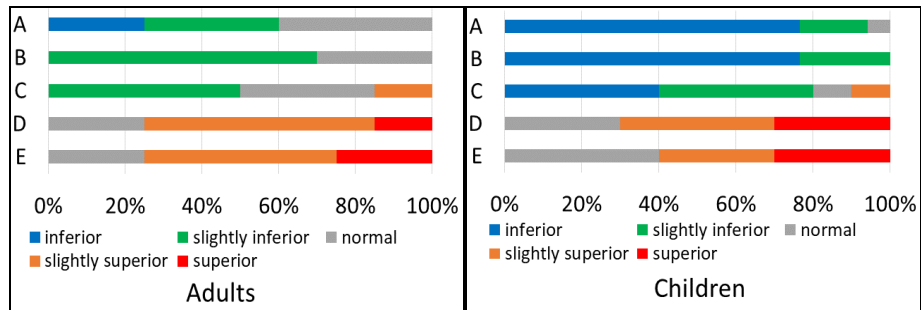 A
B
C
D
E
0% 20% 40% 60% 80% 100%
inferior slightly inferior normal
slightly superior superior
Adults
A
B
C
D
E
0% 20% 40% 60% 80% 100%
inferior slightly inferior normal
slightly superior superior
Children